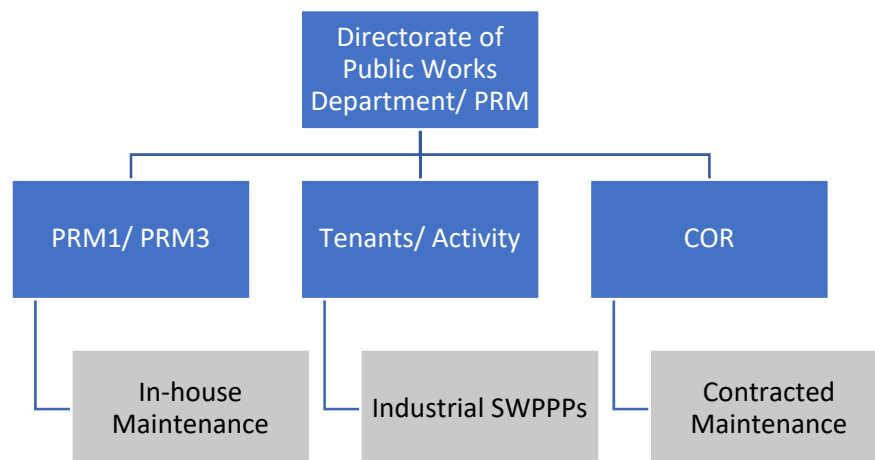 Directorate of
Public Works
Department/ PRM
PRM1/ PRM3
Tenants/ Activity
COR
In-house
Maintenance
Industrial SWPPPs
Contracted
Maintenance